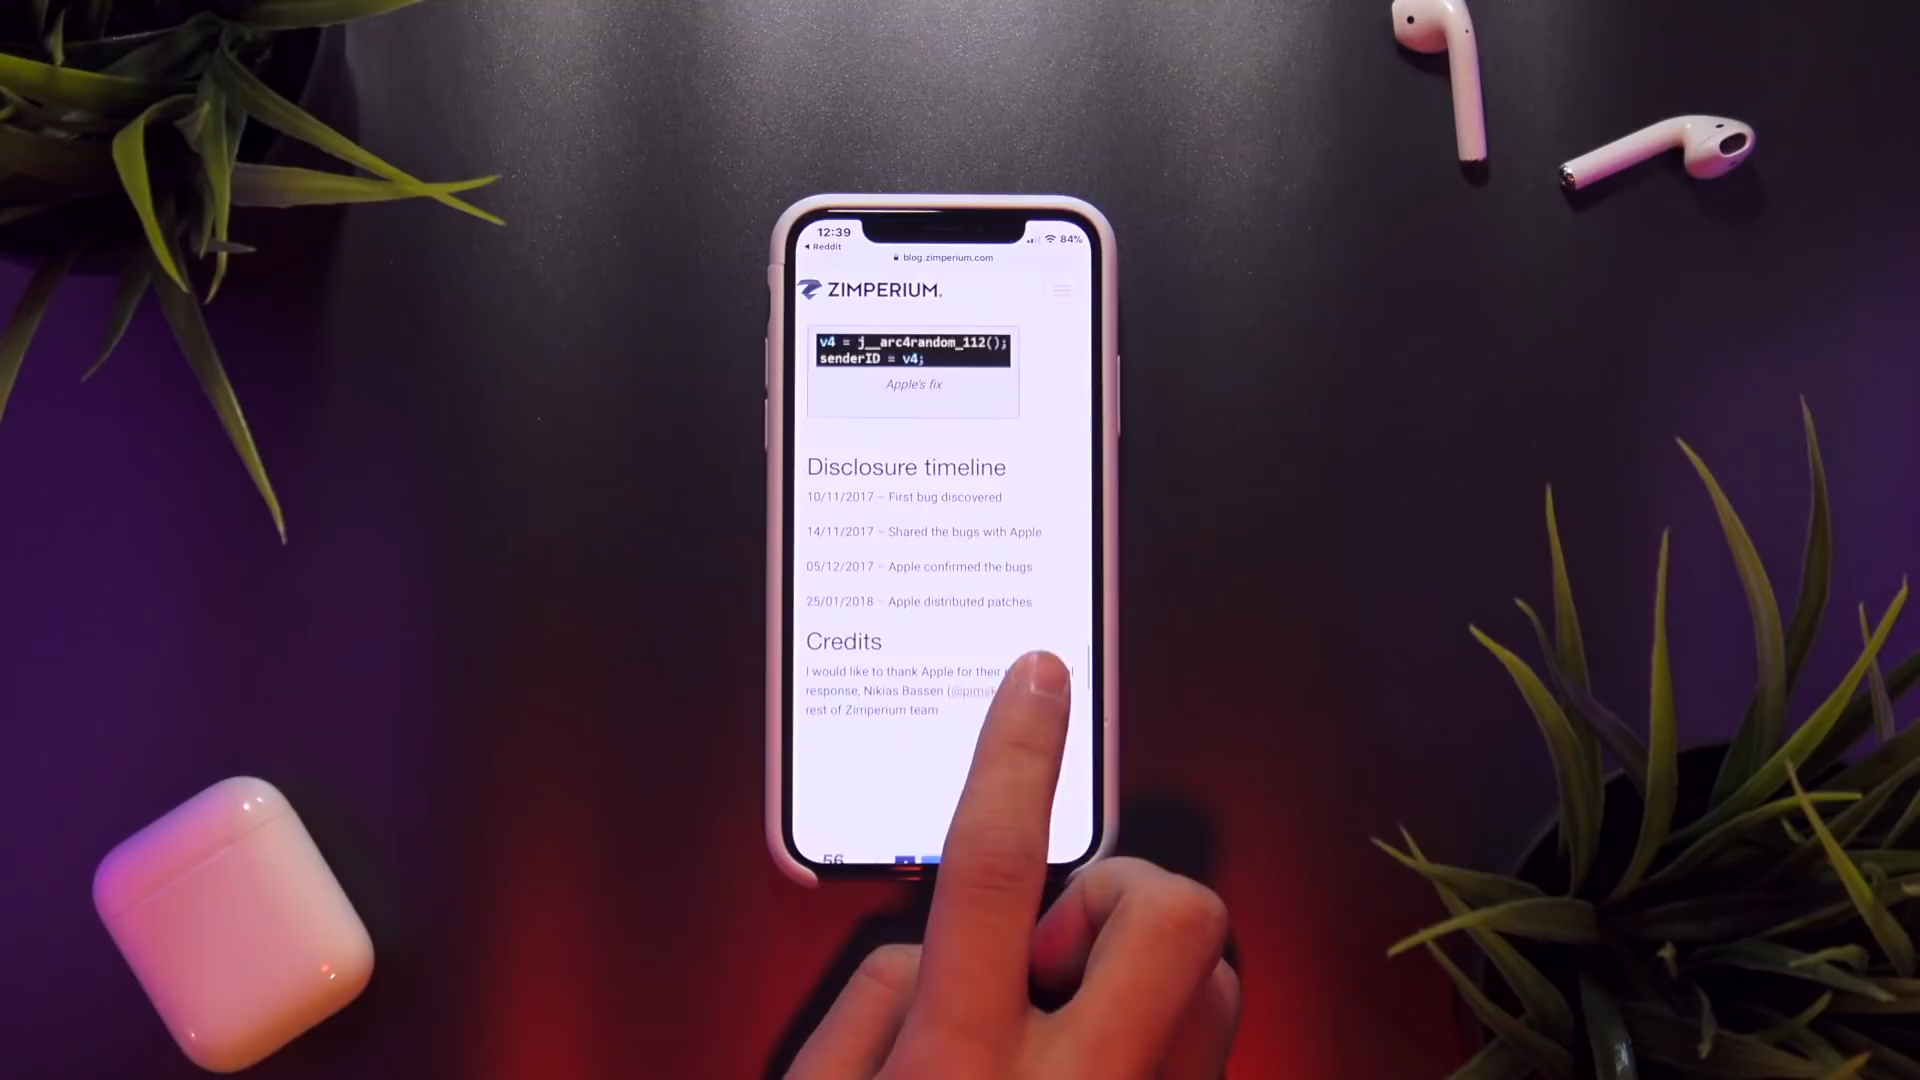 12:39
84%
Reddit
blog.zimperium.com
ZIMPERIUM.
v4 = j__arc4random_112();
senderID = v4;
Apple's fix
Disclosure timeline
10/11/2017 – First bug discovered
14/11/2017 – Shared the bugs with Apple
05/12/2017 – Apple confirmed the bugs
25/01/2018 – Apple distributed patches
Credits
I would like to thank Apple for their
response, Nikias Bassen
rest of Zimperium team
56